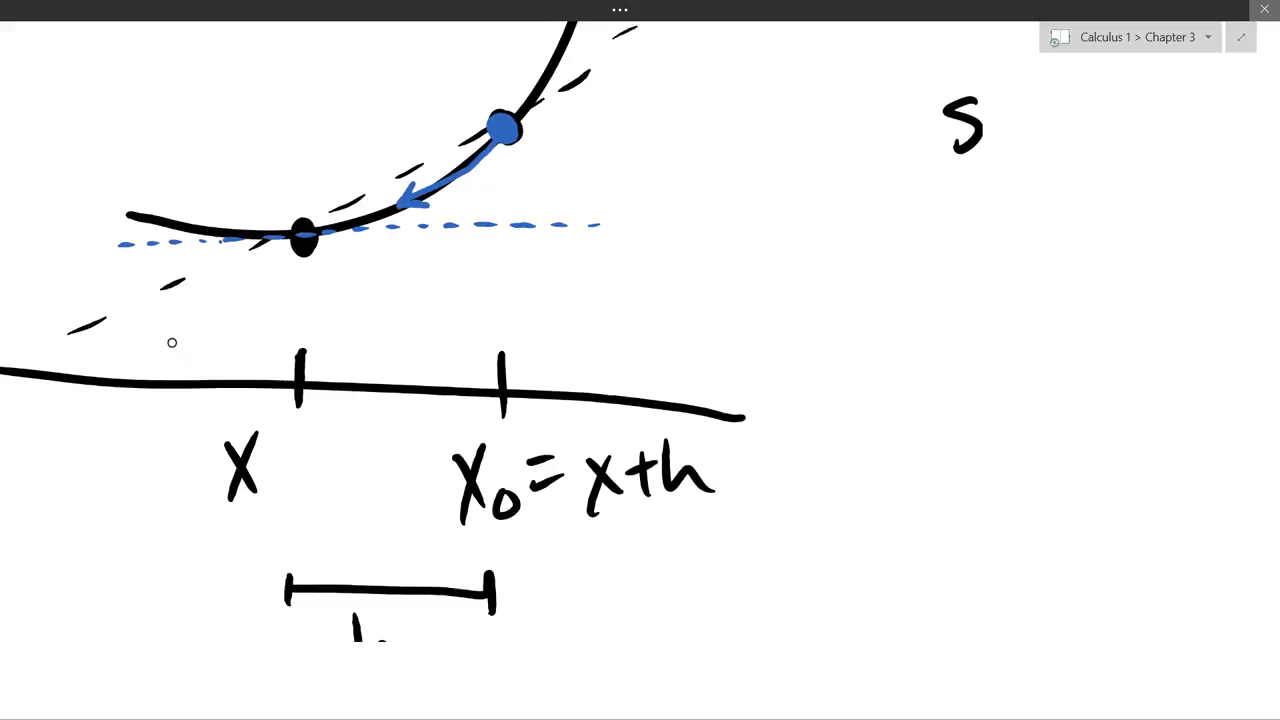 Calculus 1 > Chapter 3
S
x
x₀ = x+h